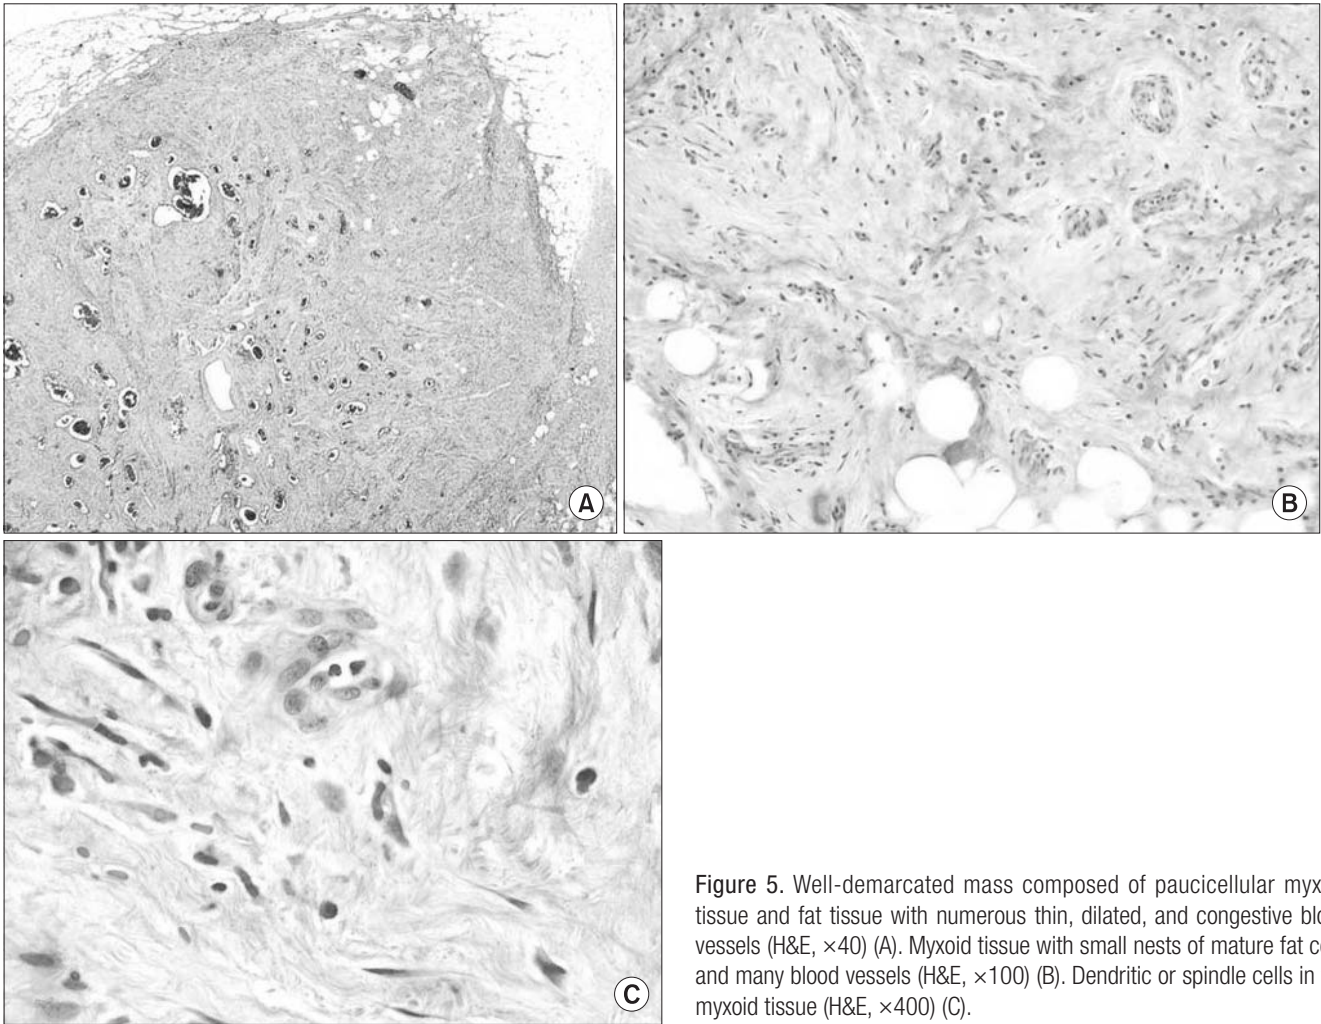 A
B
C
Figure 5. Well-demarcated mass composed of paucicellular myx
tissue and fat tissue with numerous thin, dilated, and congestive blo
vessels (H&E, ×40) (A). Myxoid tissue with small nests of mature fat c
and many blood vessels (H&E, ×100) (B). Dendritic or spindle cells in
myxoid tissue (H&E, ×400) (C).